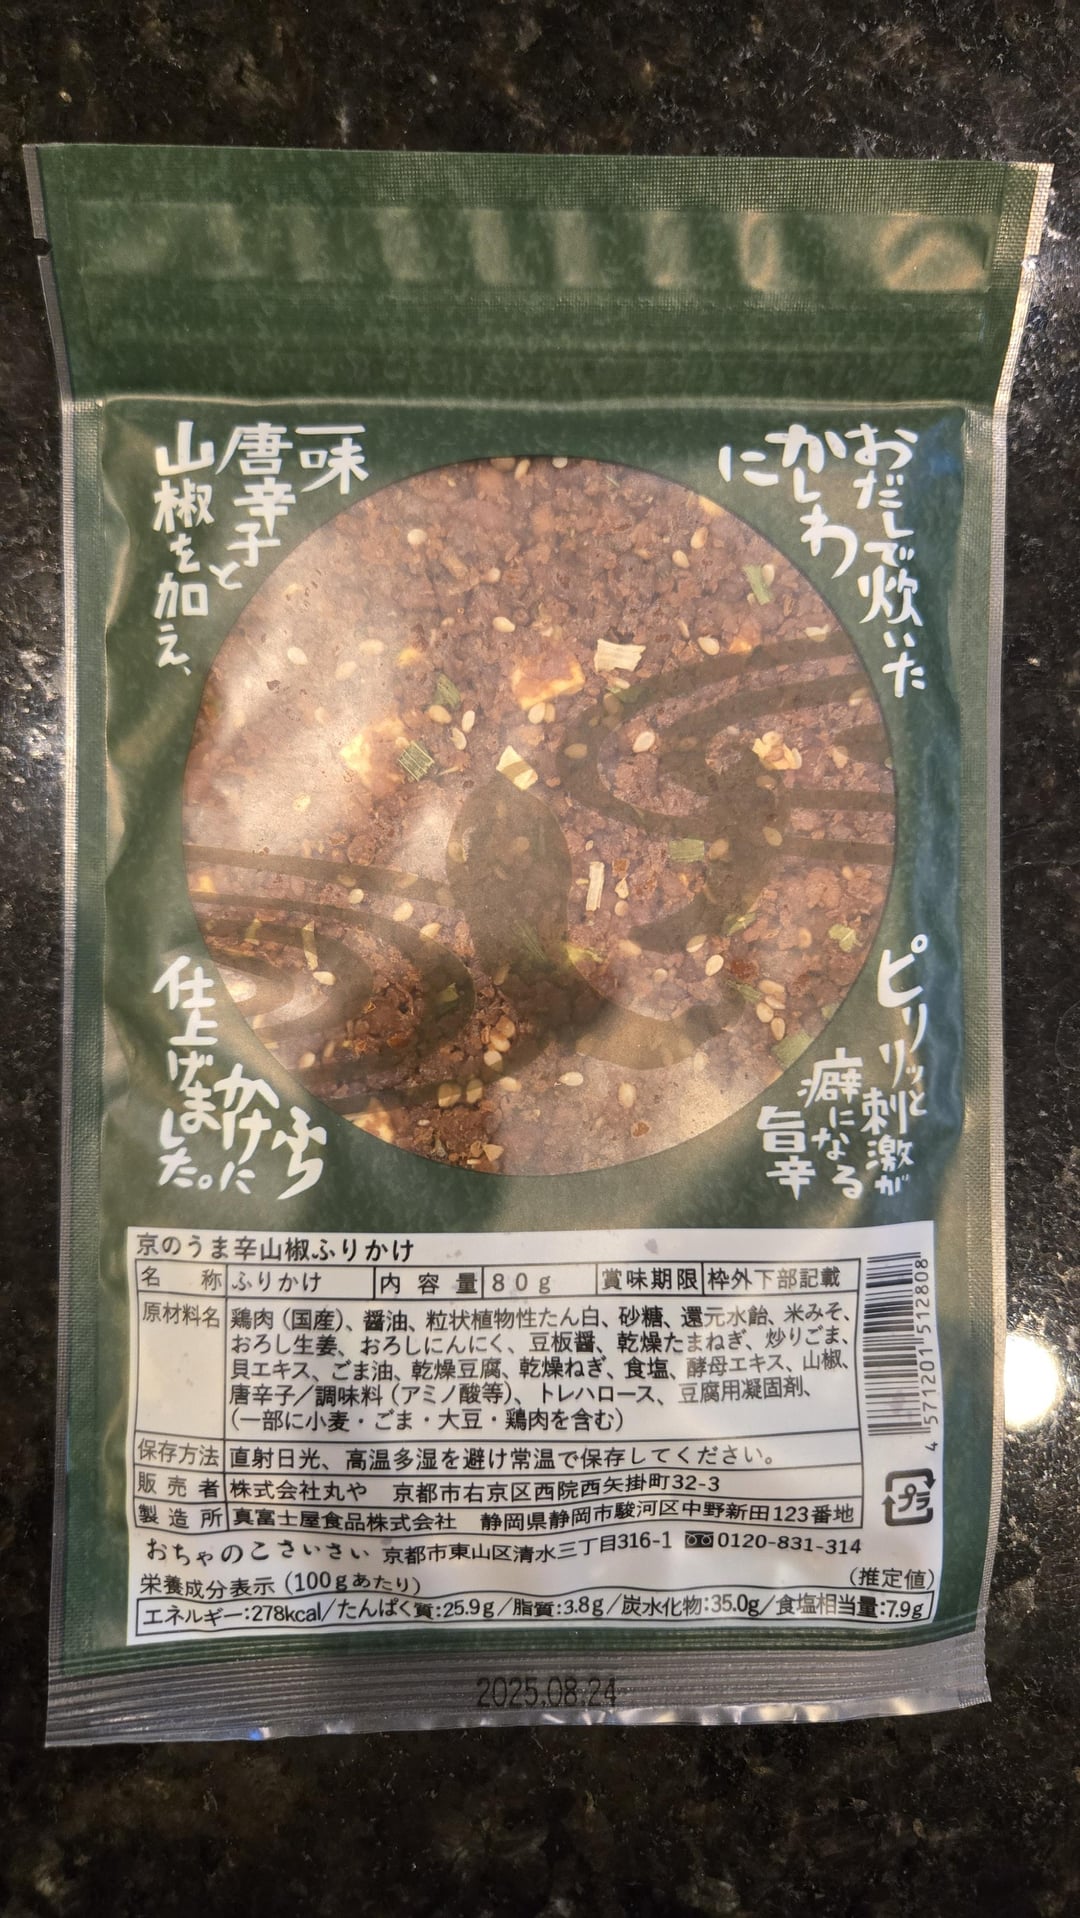 おだしで炊いた
かしわ
に
一味
唐辛子と
山椒を加え、
ピリリッと
刺激が
癖になる
旨辛
ふり
かけに
仕上げました。
京のうま辛山椒ふりかけ
名 称 ふりかけ 内容量 80g 賞味期限 枠外下部記載
原材料名 鶏肉(国産)、醤油、粒状植物性たん白、砂糖、還元水飴、米みそ、
おろし生姜、おろしにんにく、豆板醤、乾燥たまねぎ、炒りごま、
貝エキス、ごま油、乾燥豆腐、乾燥ねぎ、食塩、酵母エキス、山椒、
唐辛子/調味料(アミノ酸等)、トレハロース、豆腐用凝固剤、
(一部に小麦・ごま・大豆・鶏肉を含む)
保存方法 直射日光、高温多湿を避け常温で保存してください。
販売者 株式会社丸や 京都市右京区西院西矢掛町32-3
製造所 真富士屋食品株式会社 静岡県静岡市駿河区中野新田123番地
おちゃのこさいさい 京都市東山区清水三丁目316-1 0120-831-314
栄養成分表示(100gあたり) (推定値)
エネルギー:278kcal/たんぱく質:25.9g/脂質:3.8g/炭水化物:35.0g/食塩相当量:7.9g
4571201512808
プラ
2025.08.24